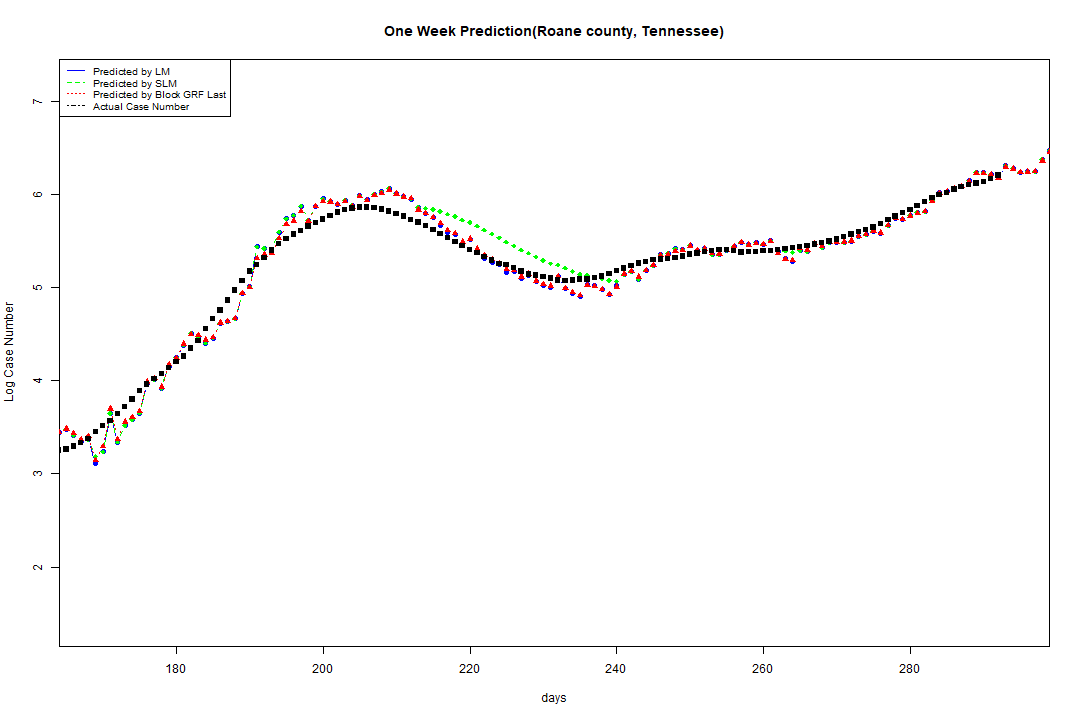 One Week Prediction(Roane county, Tennessee)
Predicted by LM
Predicted by SLM
Predicted by Block GRF Last
Actual Case Number
7
6
5
4
3
2
Log Case Number
180 200 220 240 260 280
days